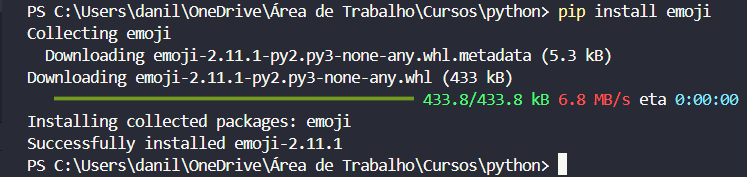 PS C:\Users\danil\OneDrive\Área de Trabalho\Cursos\python> pip install emoji
Collecting emoji
  Downloading emoji-2.11.1-py2.py3-none-any.whl.metadata (5.3 kB)
Downloading emoji-2.11.1-py2.py3-none-any.whl (433 kB)
433.8/433.8 kB 6.8 MB/s eta 0:00:00
Installing collected packages: emoji
Successfully installed emoji-2.11.1
PS C:\Users\danil\OneDrive\Área de Trabalho\Cursos\python>